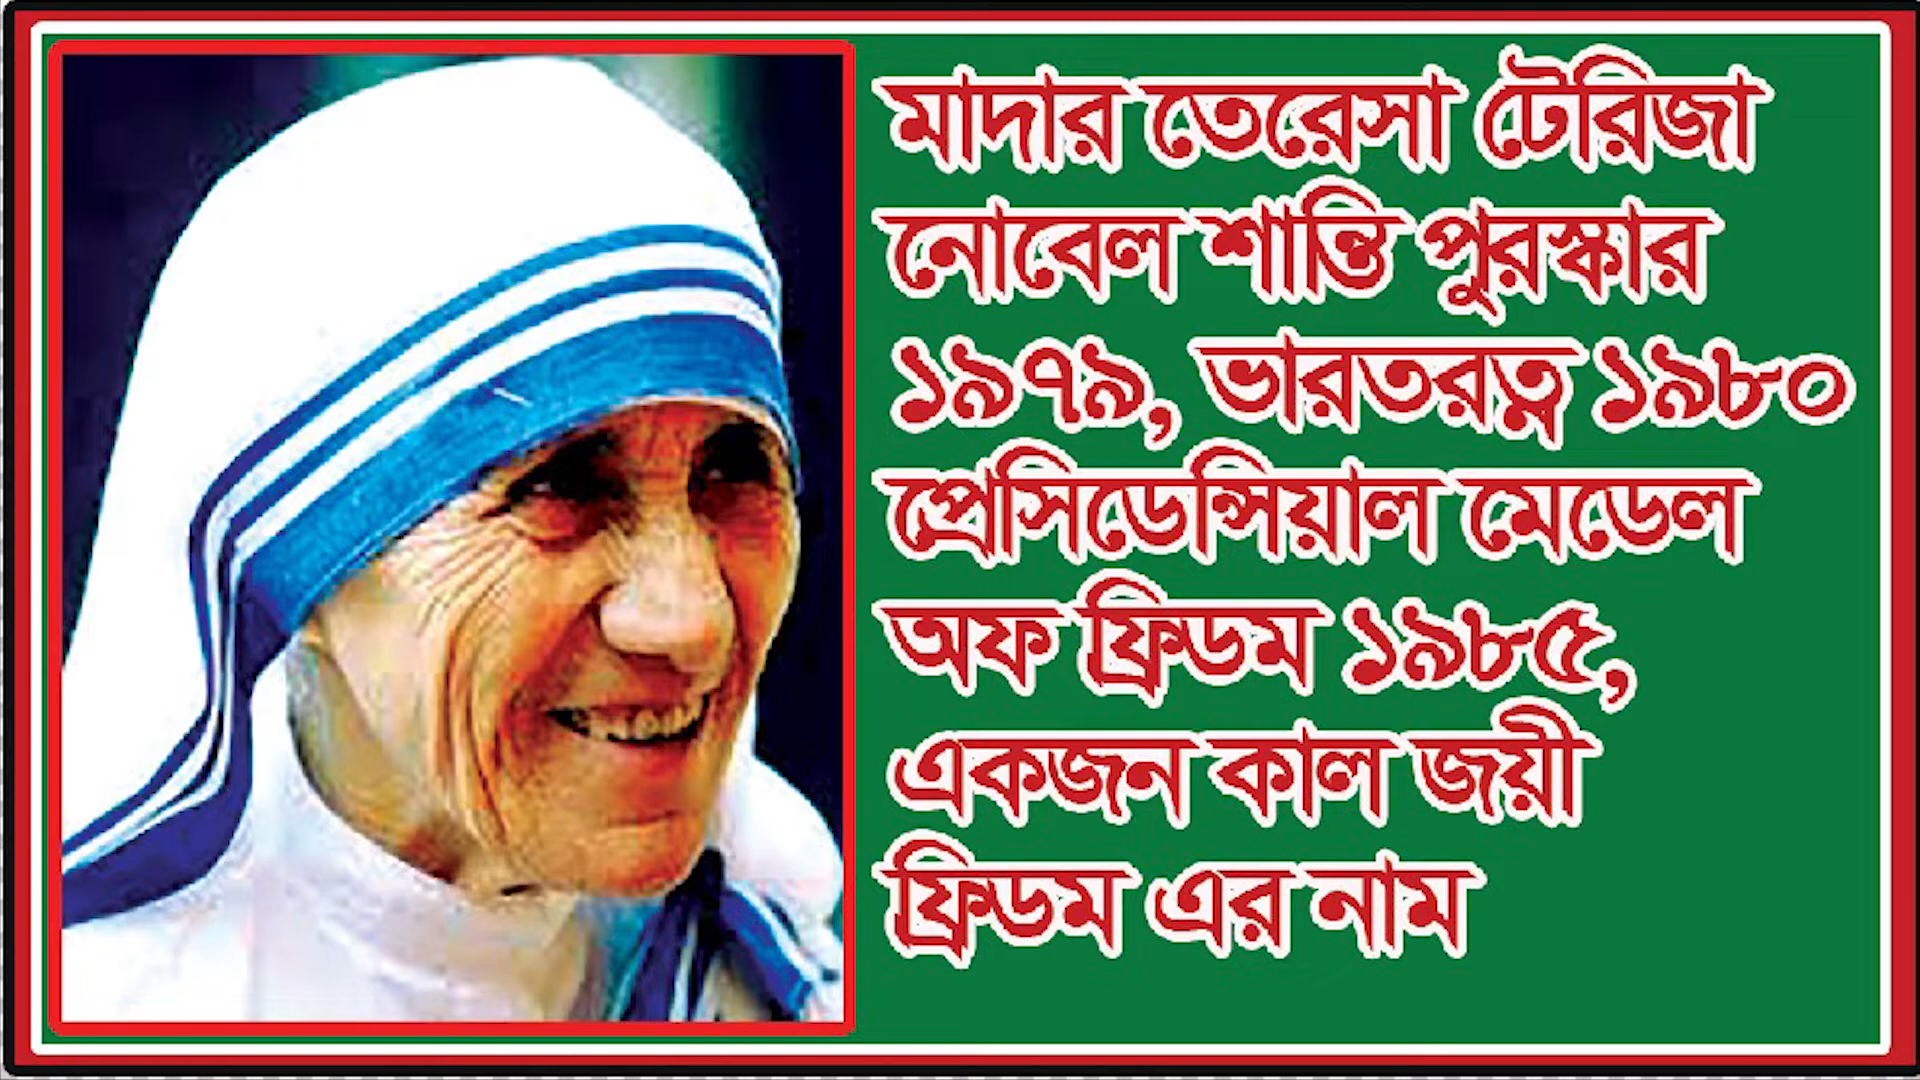 মাদার তেরেসা টেরিজা
নোবেল শান্তি পুরস্কার
১৯৭৯, ভারতরত্ন ১৯৮০
প্রেসিডেন্সিয়াল মেডেল
অফ ফ্রিডম ১৯৮৫,
একজন কাল জয়ী
ফ্রিডম এর নাম